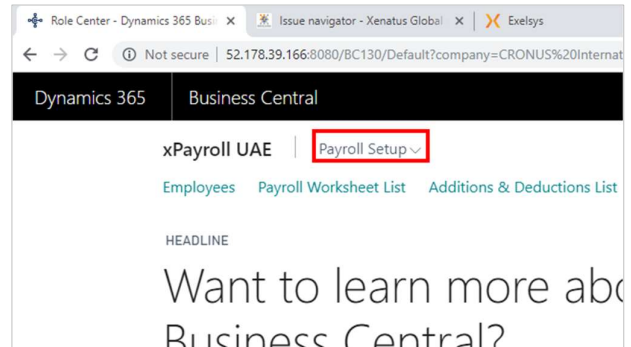 Role Center - Dynamics 365 Busi
Issue navigator - Xenatus Global
Exelsys
Not secure | 52.178.39.166:8080/BC130/Default?company=CRONUS%20Internat
Dynamics 365 Business Central
xPayroll UAE Payroll Setup
Employees Payroll Worksheet List Additions & Deductions List
HEADLINE
Want to learn more abo
Business Central?